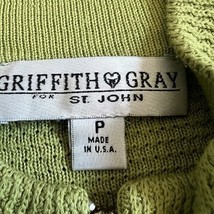 GRIFFITH GRAY
FOR ST. JOHN
P
MADE
IN U.S.A.